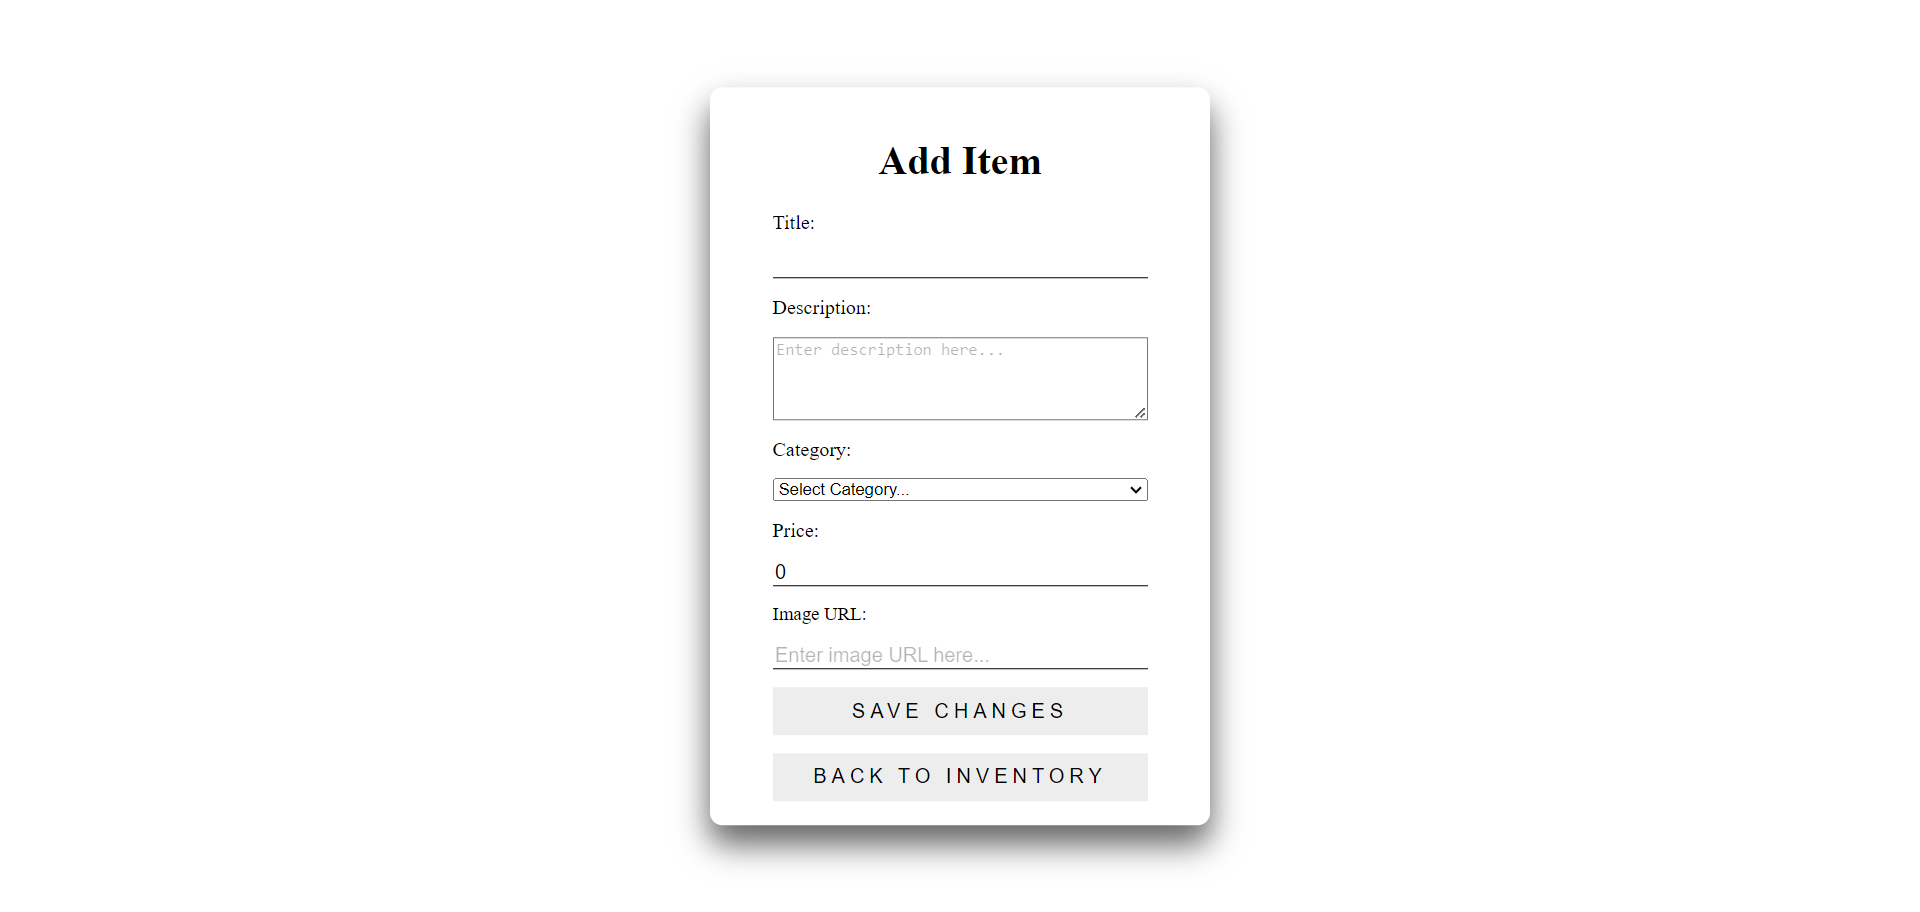 Add Item
Title:
Description:
Enter description here...
Category:
Select Category...
Price:
0
Image URL:
Enter image URL here...
SAVE CHANGES
BACK TO INVENTORY